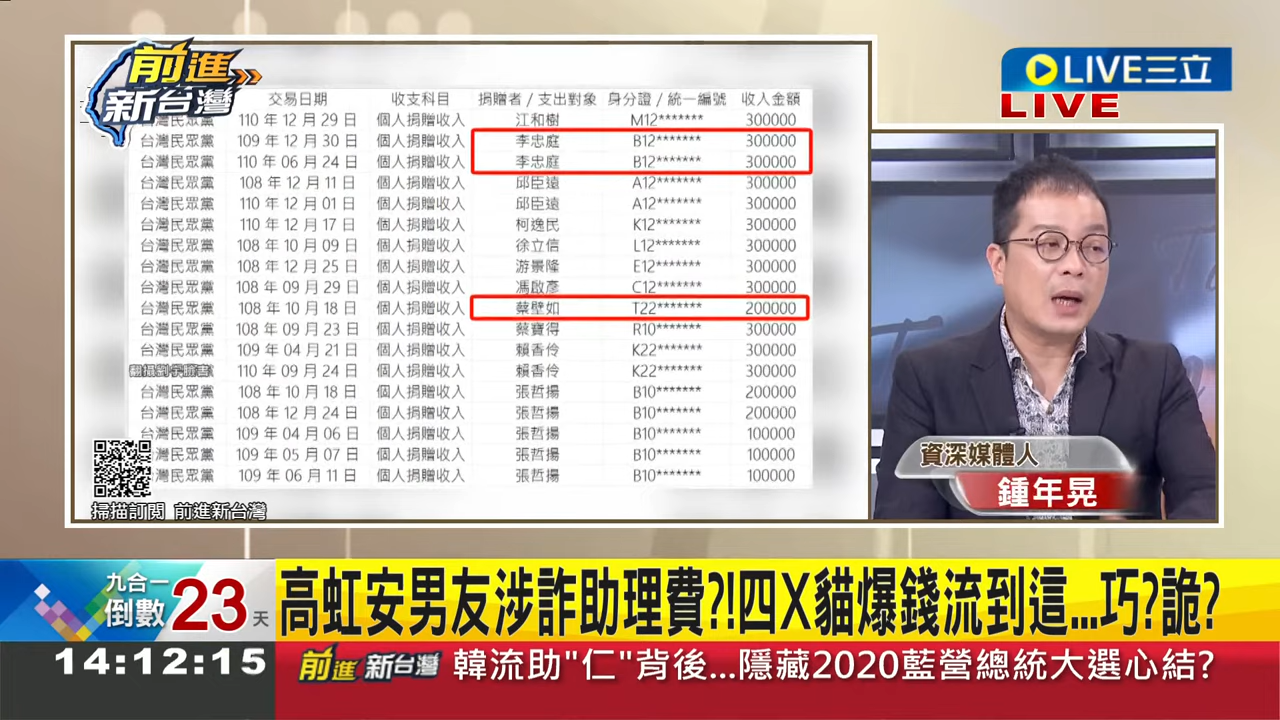 前進新台灣
LIVE三立
LIVE
交易日期 收支科目 捐贈者/支出對象 身分證/統一編號 收入金額
台灣民眾黨 110 年 12 月 29 日 個人捐贈收入 江和樹 M12******* 300000
台灣民眾黨 109 年 12 月 30 日 個人捐贈收入 李忠庭 B12******* 300000
台灣民眾黨 110 年 06 月 24 日 個人捐贈收入 李忠庭 B12******* 300000
台灣民眾黨 108 年 12 月 11 日 個人捐贈收入 邱臣遠 A12******* 300000
台灣民眾黨 110 年 12 月 01 日 個人捐贈收入 邱臣遠 A12******* 300000
台灣民眾黨 110 年 12 月 17 日 個人捐贈收入 柯逸民 K12******* 300000
台灣民眾黨 108 年 10 月 09 日 個人捐贈收入 徐立信 L12******* 300000
台灣民眾黨 108 年 12 月 25 日 個人捐贈收入 游景隆 E12******* 300000
台灣民眾黨 108 年 09 月 29 日 個人捐贈收入 馮啟彥 C12******* 300000
台灣民眾黨 108 年 10 月 18 日 個人捐贈收入 蔡壁如 T22******* 200000
台灣民眾黨 108 年 09 月 23 日 個人捐贈收入 蔡寶得 R10******* 300000
台灣民眾黨 109 年 04 月 21 日 個人捐贈收入 賴香伶 K22******* 300000
110 年 09 月 24 日 個人捐贈收入 賴香伶 K22******* 300000
台灣民眾黨 108 年 10 月 18 日 個人捐贈收入 張哲揚 B10******* 200000
台灣民眾黨 108 年 12 月 24 日 個人捐贈收入 張哲揚 B10******* 200000
台灣民眾黨 109 年 04 月 06 日 個人捐贈收入 張哲揚 B10******* 100000
灣民眾黨 109 年 05 月 07 日 個人捐贈收入 張哲揚 B10******* 100000
灣民眾黨 109 年 06 月 11 日 個人捐贈收入 張哲揚 B10******* 100000
掃描訂閱 前進新台灣
資深媒體人
鍾年晃
九合一
倒數 23 天
高虹安男友涉詐助理費?!四X貓爆錢流到這...巧?詭?
14:12:15
前進新台灣 韓流助"仁"背後...隱藏2020藍營總統大選心結?